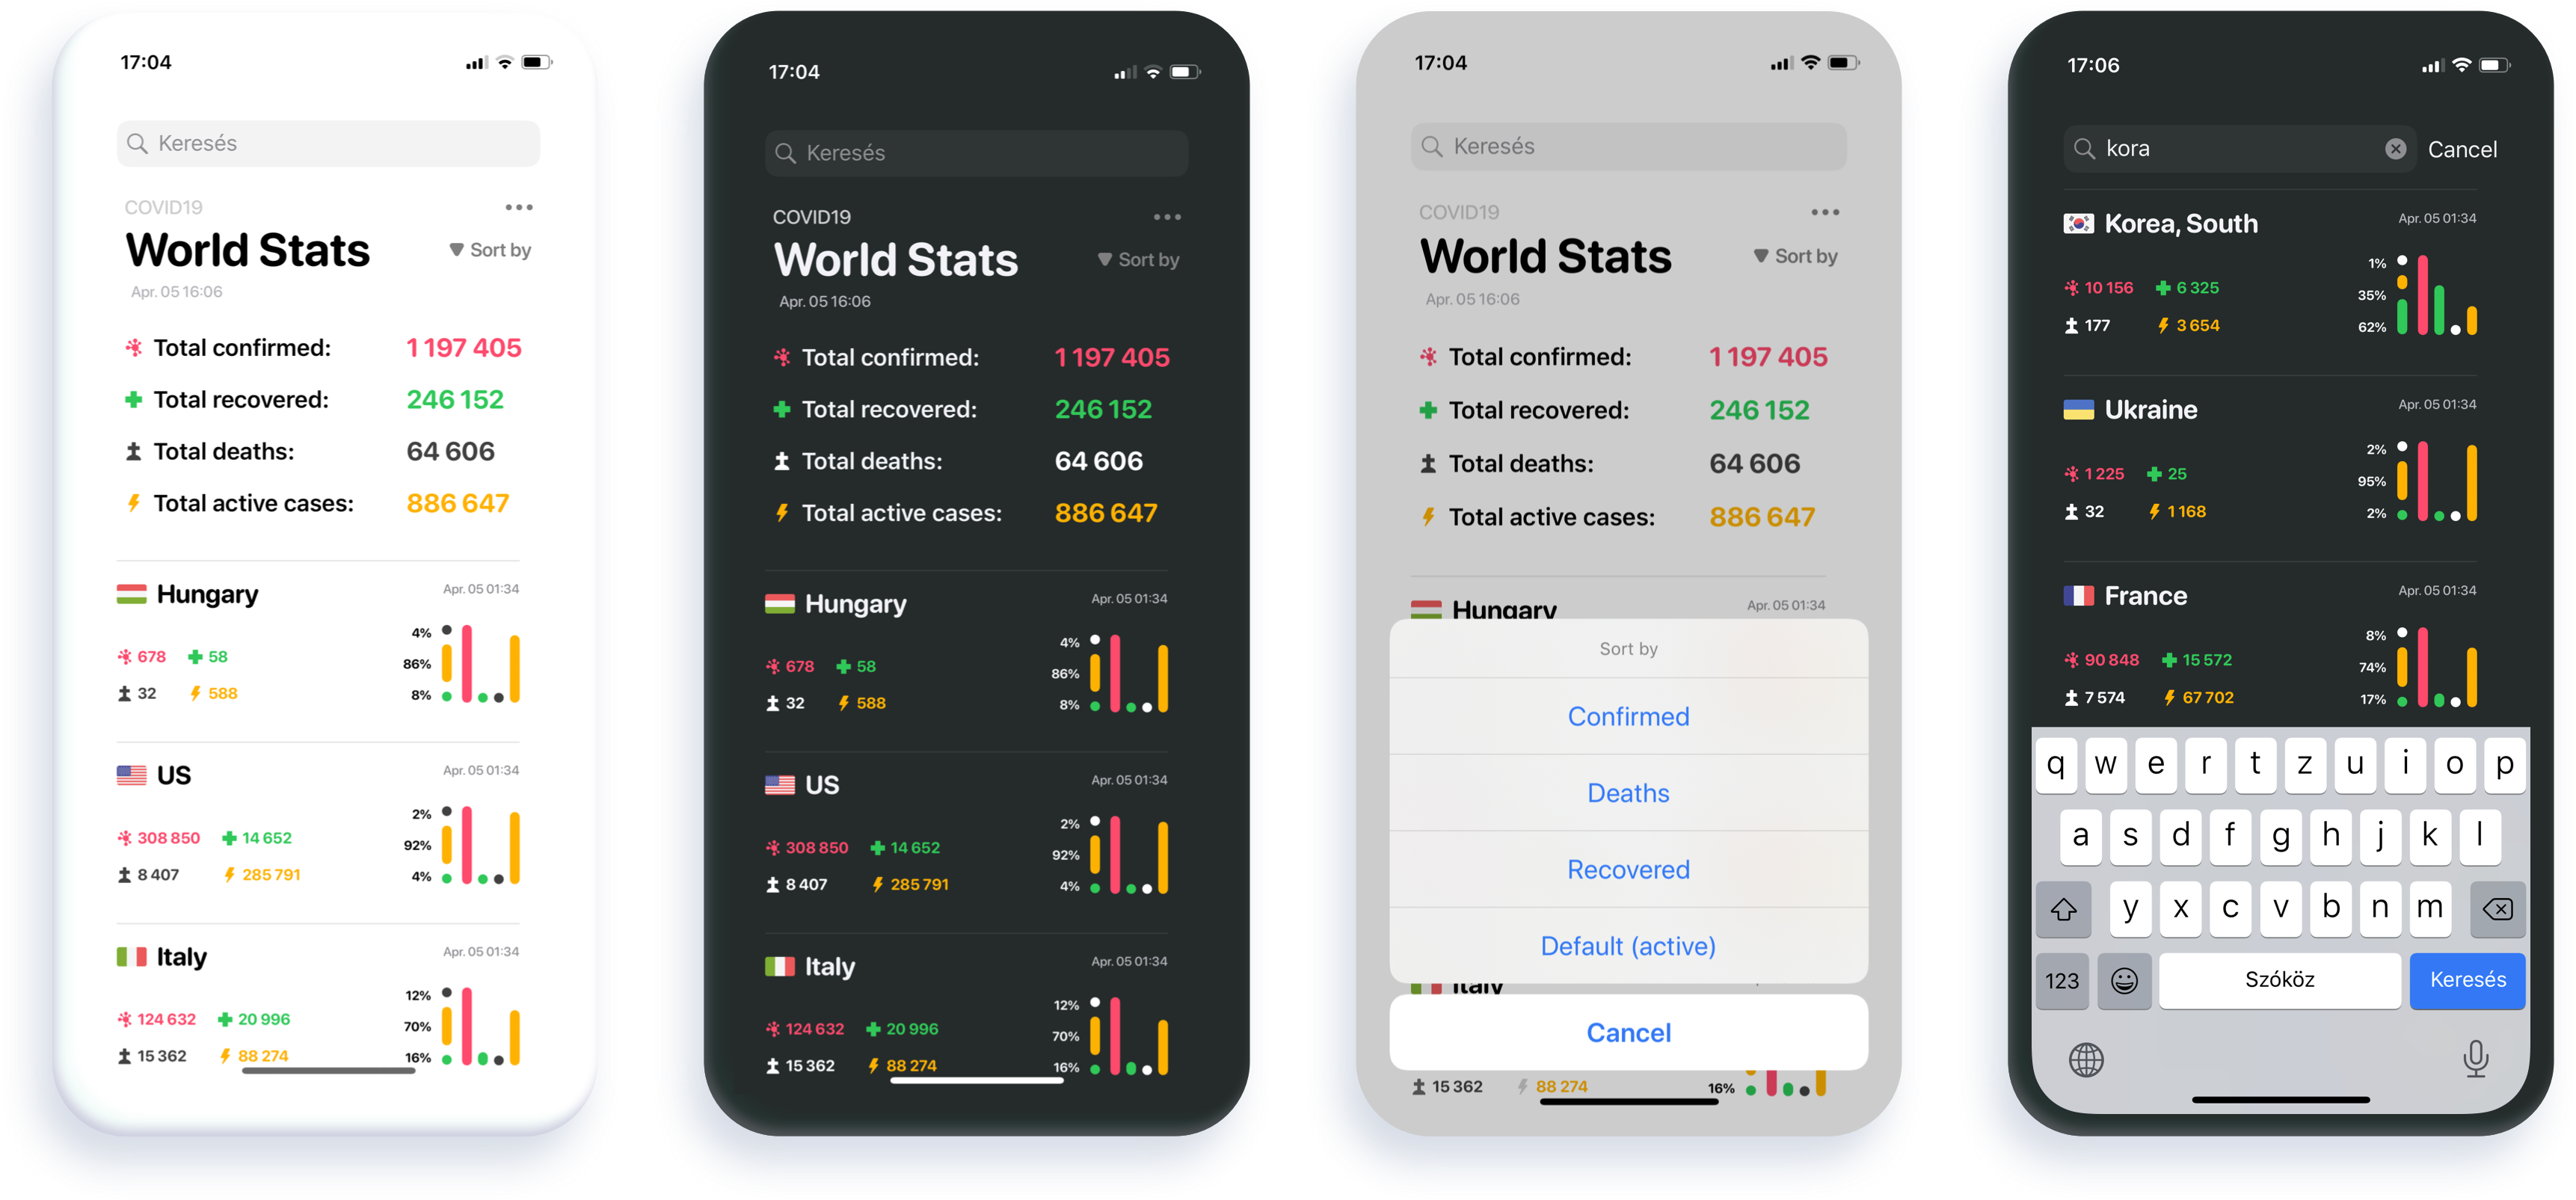 17:04
Keresés
COVID19
World Stats
Sort by
Apr. 05 16:06
Total confirmed: 1 197 405
Total recovered: 246 152
Total deaths: 64 606
Total active cases: 886 647
Hungary Apr. 05 01:34
4%
678 58
86%
32 588
8%
US Apr. 05 01:34
2%
308 850 14 652
92%
8 407 285 791
4%
Italy Apr. 05 01:34
12%
124 632 20 996
70%
15 362 88 274
16%
17:04
Keresés
COVID19
World Stats
Sort by
Apr. 05 16:06
Total confirmed: 1 197 405
Total recovered: 246 152
Total deaths: 64 606
Total active cases: 886 647
Hungary Apr. 05 01:34
4%
678 58
86%
32 588
8%
US Apr. 05 01:34
2%
308 850 14 652
92%
8 407 285 791
4%
Italy Apr. 05 01:34
12%
124 632 20 996
70%
15 362 88 274
16%
17:04
Keresés
COVID19
World Stats
Sort by
Apr. 05 16:06
Total confirmed: 1 197 405
Total recovered: 246 152
Total deaths: 64 606
Total active cases: 886 647
Hungary Apr. 05 01:34
Sort by
Confirmed
Deaths
Recovered
Default (active)
Italy
Cancel
15 362 88 274 16%
17:06
kora Cancel
Korea, South Apr. 05 01:34
1%
10 156 6 325
35%
177 3 654
62%
Ukraine Apr. 05 01:34
2%
1 225 25
95%
32 1 168
2%
France Apr. 05 01:34
8%
90 848 15 572
74%
7 574 67 702
17%
q w e r t z u i o p
a s d f g h j k l
y x c v b n m
123 Szóköz Keresés